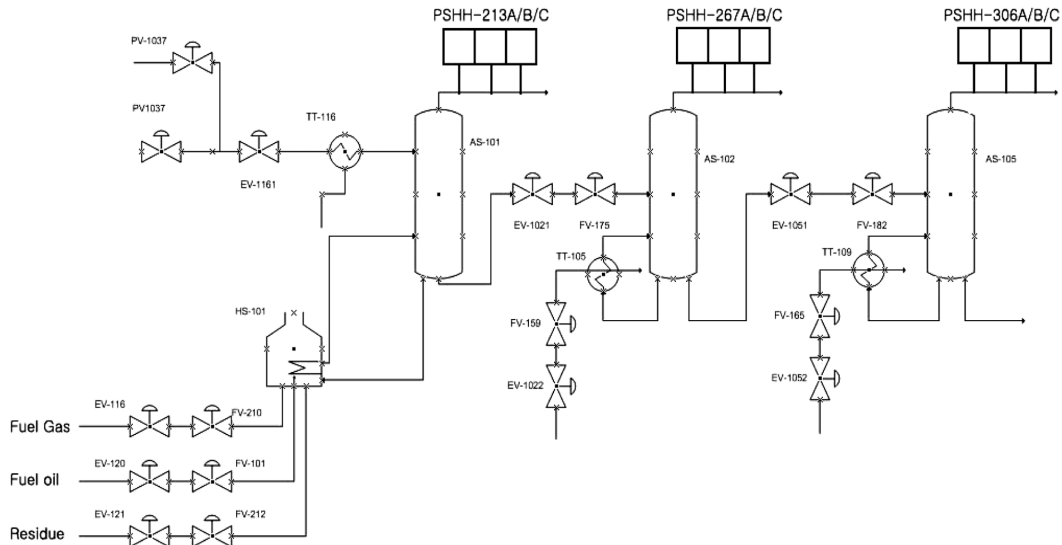 PSHH-213A/B/C
PSHH-267A/B/C
PSHH-306A/B/C
PV-1037
PV1037
TT-116
AS-101
AS-102
AS-105
EV-1161
EV-1021
FV-175
EV-1051
FV-182
TT-105
TT-109
HS-101
FV-159
FV-165
EV-1022
EV-1052
EV-116
FV-210
Fuel Gas
EV-120
FV-101
Fuel oil
EV-121
FV-212
Residue